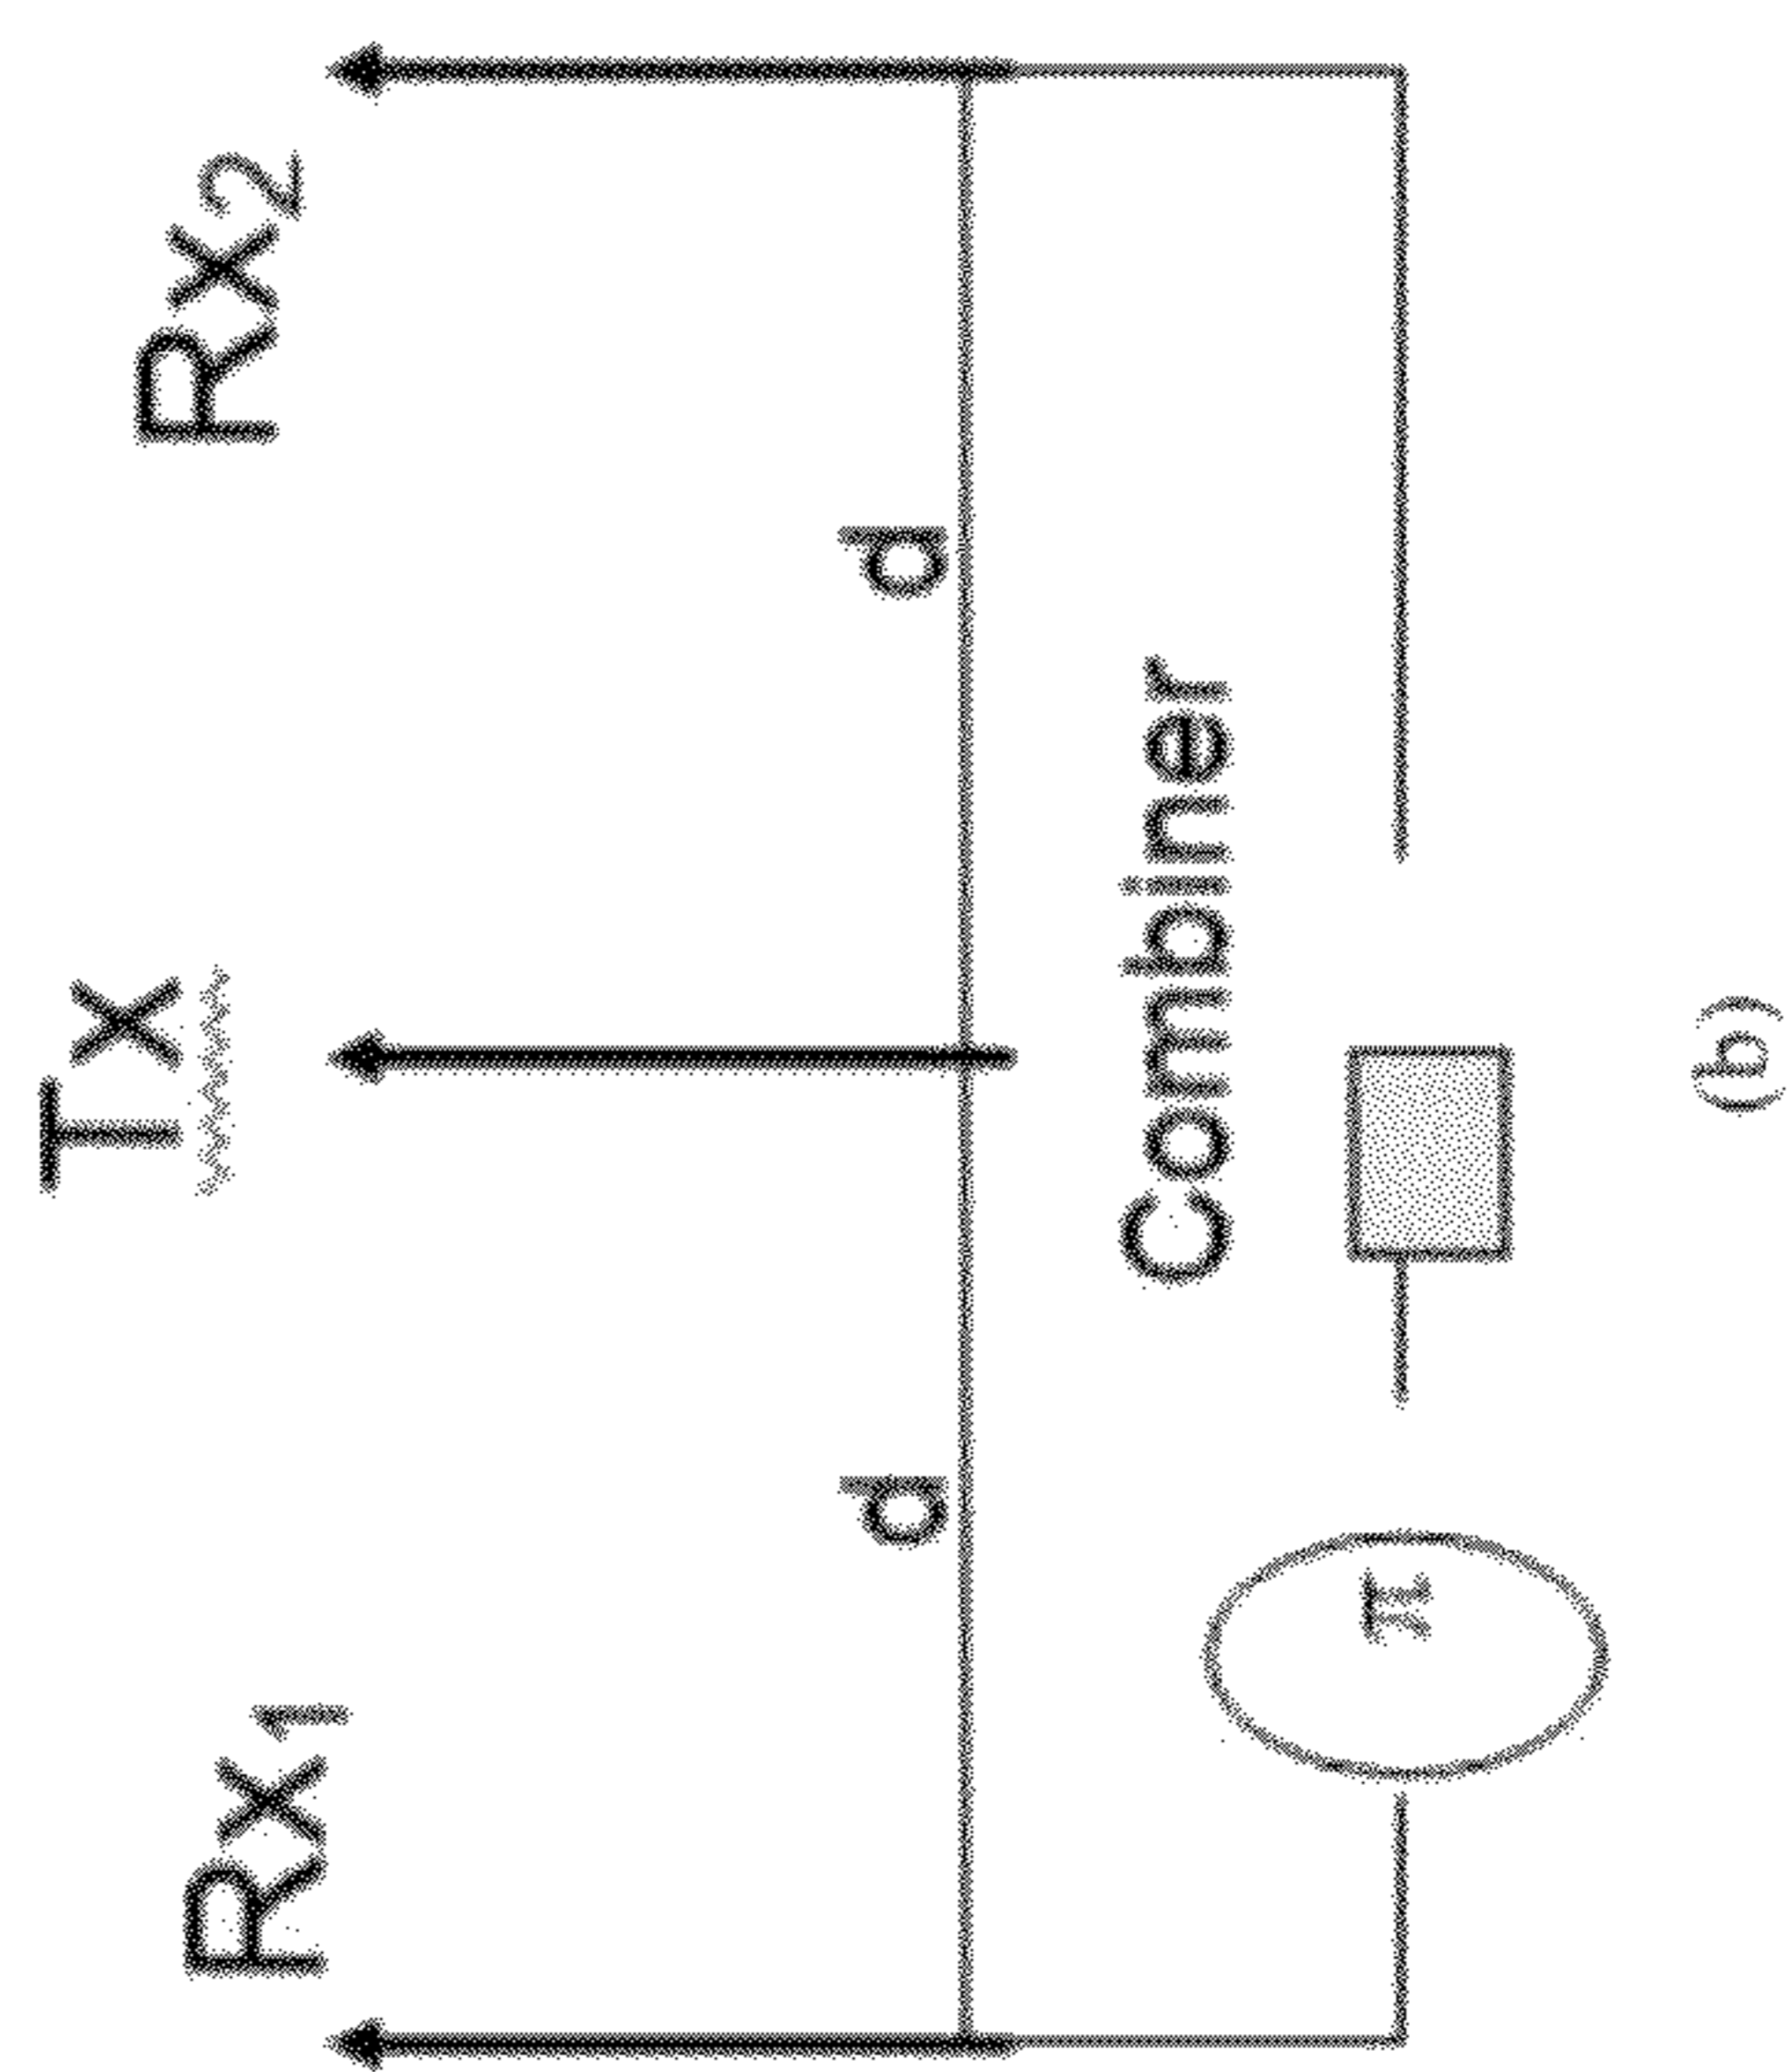 Rx1
Tx
Rx2
d
d
Combiner
π
(b)